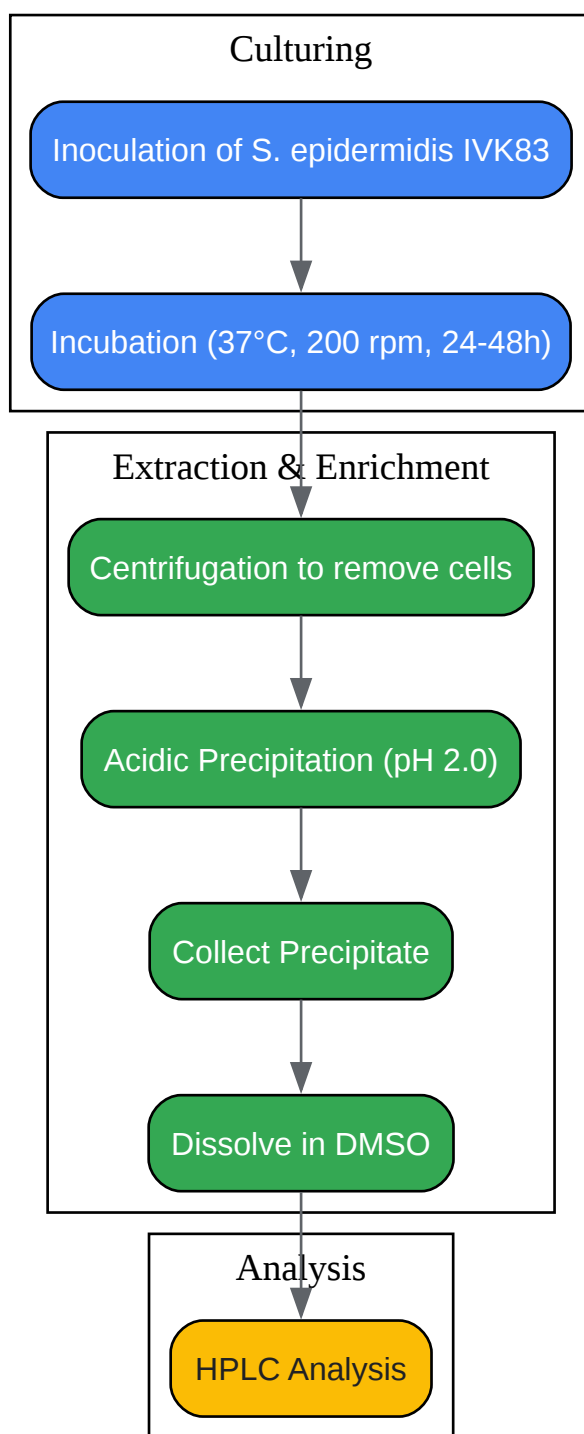 Culturing
Inoculation of S. epidermidis IVK83
Incubation (37°C, 200 rpm, 24-48h)
Extraction & Enrichment
Centrifugation to remove cells
Acidic Precipitation (pH 2.0)
Collect Precipitate
Dissolve in DMSO
Analysis
HPLC Analysis